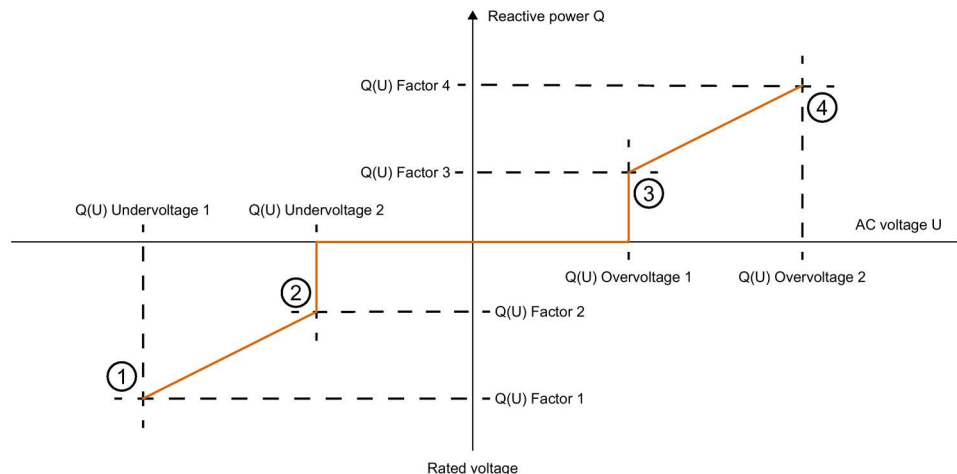 Reactive power Q
Q(U) Factor 4
4
Q(U) Factor 3
3
Q(U) Undervoltage 1
Q(U) Undervoltage 2
AC voltage U
Q(U) Overvoltage 1
Q(U) Overvoltage 2
2
Q(U) Factor 2
1
Q(U) Factor 1
Rated voltage